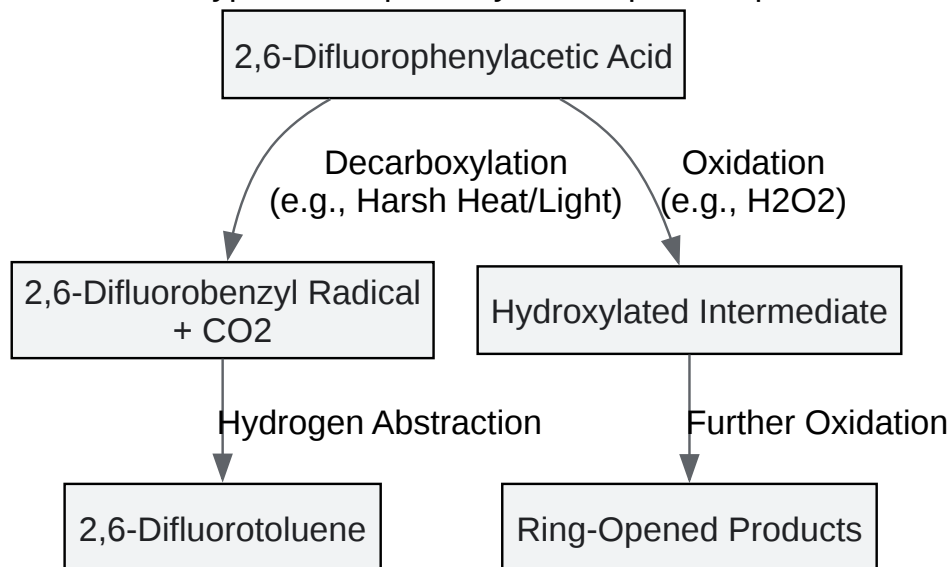 2,6-Difluorophenylacetic Acid
Decarboxylation
(e.g., Harsh Heat/Light)
Oxidation
(e.g., H2O2)
2,6-Difluorobenzyl Radical
+ CO2
Hydroxylated Intermediate
Hydrogen Abstraction
Further Oxidation
2,6-Difluorotoluene
Ring-Opened Products